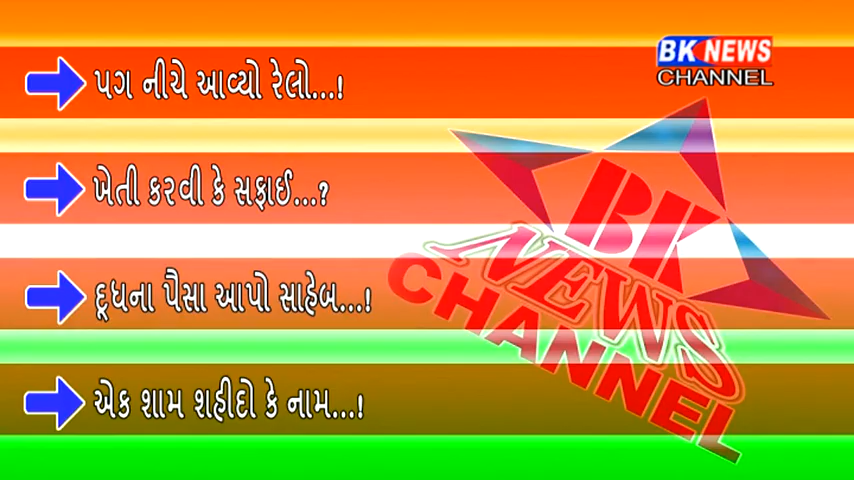 BK NEWS
CHANNEL
પગ નીચે આવ્યો રેલો...!
ખેતી કરવી કે સફાઈ...?
દૂધના પૈસા આપો સાહેબ...!
એક શામ શહીદો કે નામ...!
BK
NEWS
CHANNEL